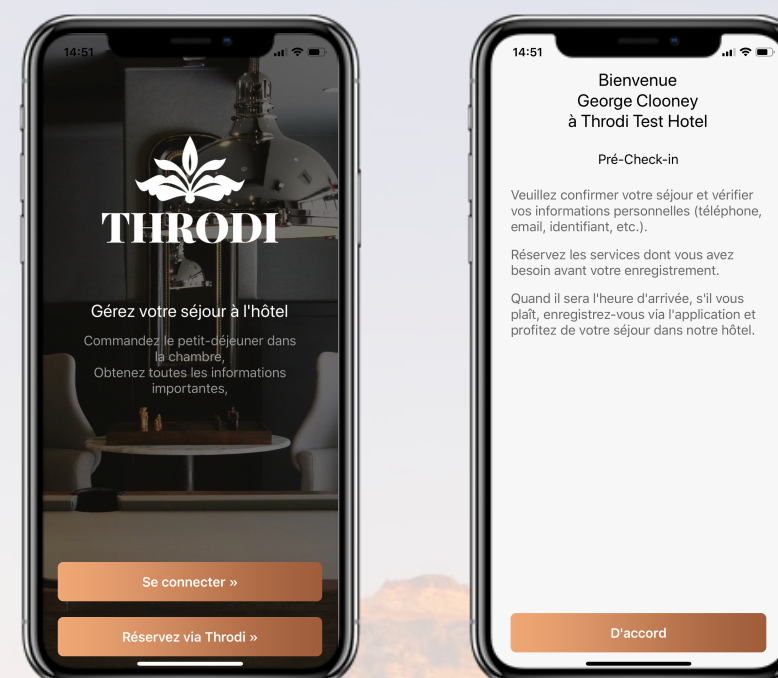 14:51
THRODI
Gérez votre séjour à l'hôtel
Commandez le petit-déjeuner dans
la chambre,
Obtenez toutes les informations
importantes,
Se connecter »
Réservez via Throdi »
14:51
Bienvenue
George Clooney
à Throdi Test Hotel
Pré-Check-in
Veuillez confirmer votre séjour et vérifier
vos informations personnelles (téléphone,
email, identifiant, etc.).
Réservez les services dont vous avez
besoin avant votre enregistrement.
Quand il sera l'heure d'arrivée, s'il vous
plaît, enregistrez-vous via l'application et
profitez de votre séjour dans notre hôtel.
D'accord